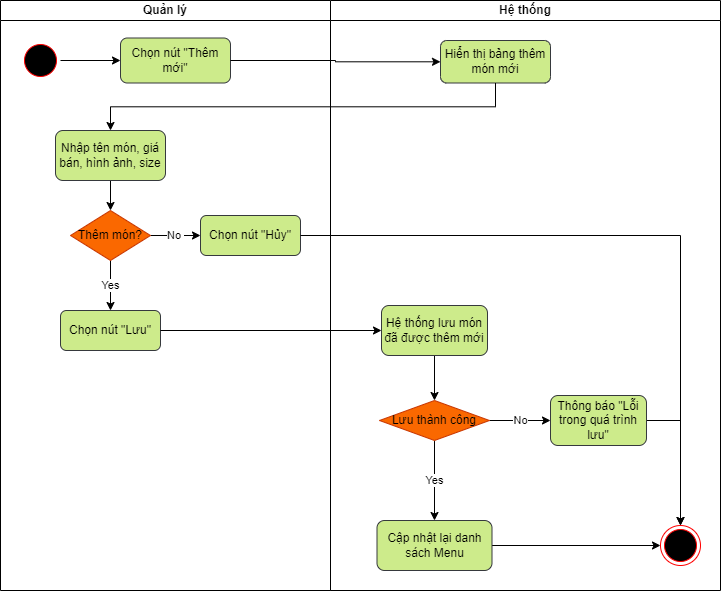 Quản lý
Hệ thống
Chọn nút "Thêm
mới"
Hiển thị bảng thêm
món mới
Nhập tên món, giá
bán, hình ảnh, size
Thêm món?
No
Chọn nút "Hủy"
Yes
Chọn nút "Lưu"
Hệ thống lưu món
đã được thêm mới
Lưu thành công
No
Thông báo "Lỗi
trong quá trình
lưu"
Yes
Cập nhật lại danh
sách Menu